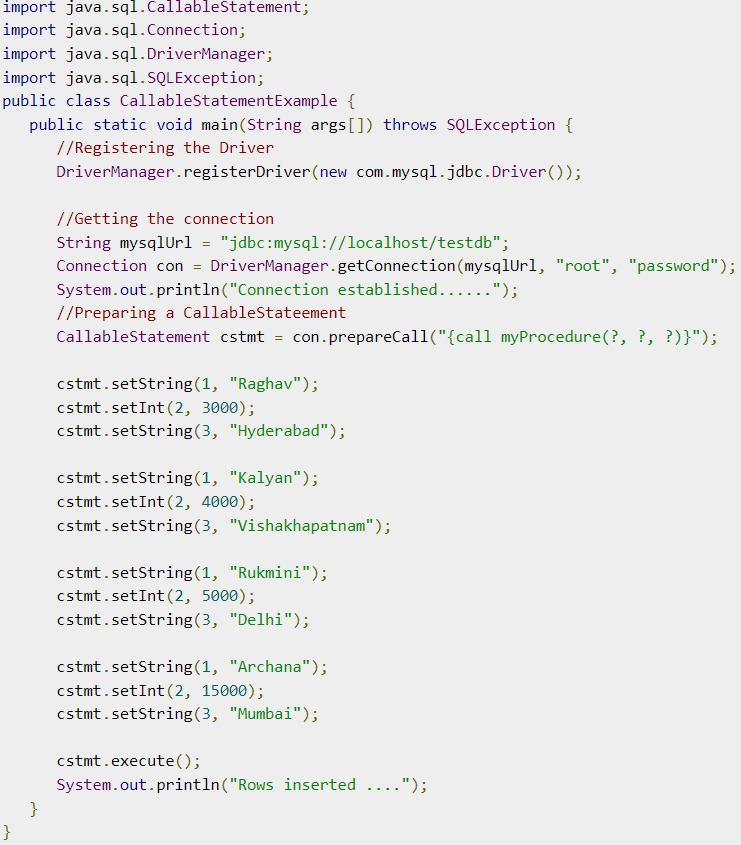 import java.sql.CallableStatement;
import java.sql.Connection;
import java.sql.DriverManager;
import java.sql.SQLException;
public class CallableStatementExample {
   public static void main(String args[]) throws SQLException {
      //Registering the Driver
      DriverManager.registerDriver(new com.mysql.jdbc.Driver());

      //Getting the connection
      String mysqlUrl = "jdbc:mysql://localhost/testdb";
      Connection con = DriverManager.getConnection(mysqlUrl, "root", "password");
      System.out.println("Connection established......");
      //Preparing a CallableStateement
      CallableStatement cstmt = con.prepareCall("{call myProcedure(?, ?, ?)}");

      cstmt.setString(1, "Raghav");
      cstmt.setInt(2, 3000);
      cstmt.setString(3, "Hyderabad");

      cstmt.setString(1, "Kalyan");
      cstmt.setInt(2, 4000);
      cstmt.setString(3, "Vishakhapatnam");

      cstmt.setString(1, "Rukmini");
      cstmt.setInt(2, 5000);
      cstmt.setString(3, "Delhi");

      cstmt.setString(1, "Archana");
      cstmt.setInt(2, 15000);
      cstmt.setString(3, "Mumbai");

      cstmt.execute();
      System.out.println("Rows inserted ....");
   }
}